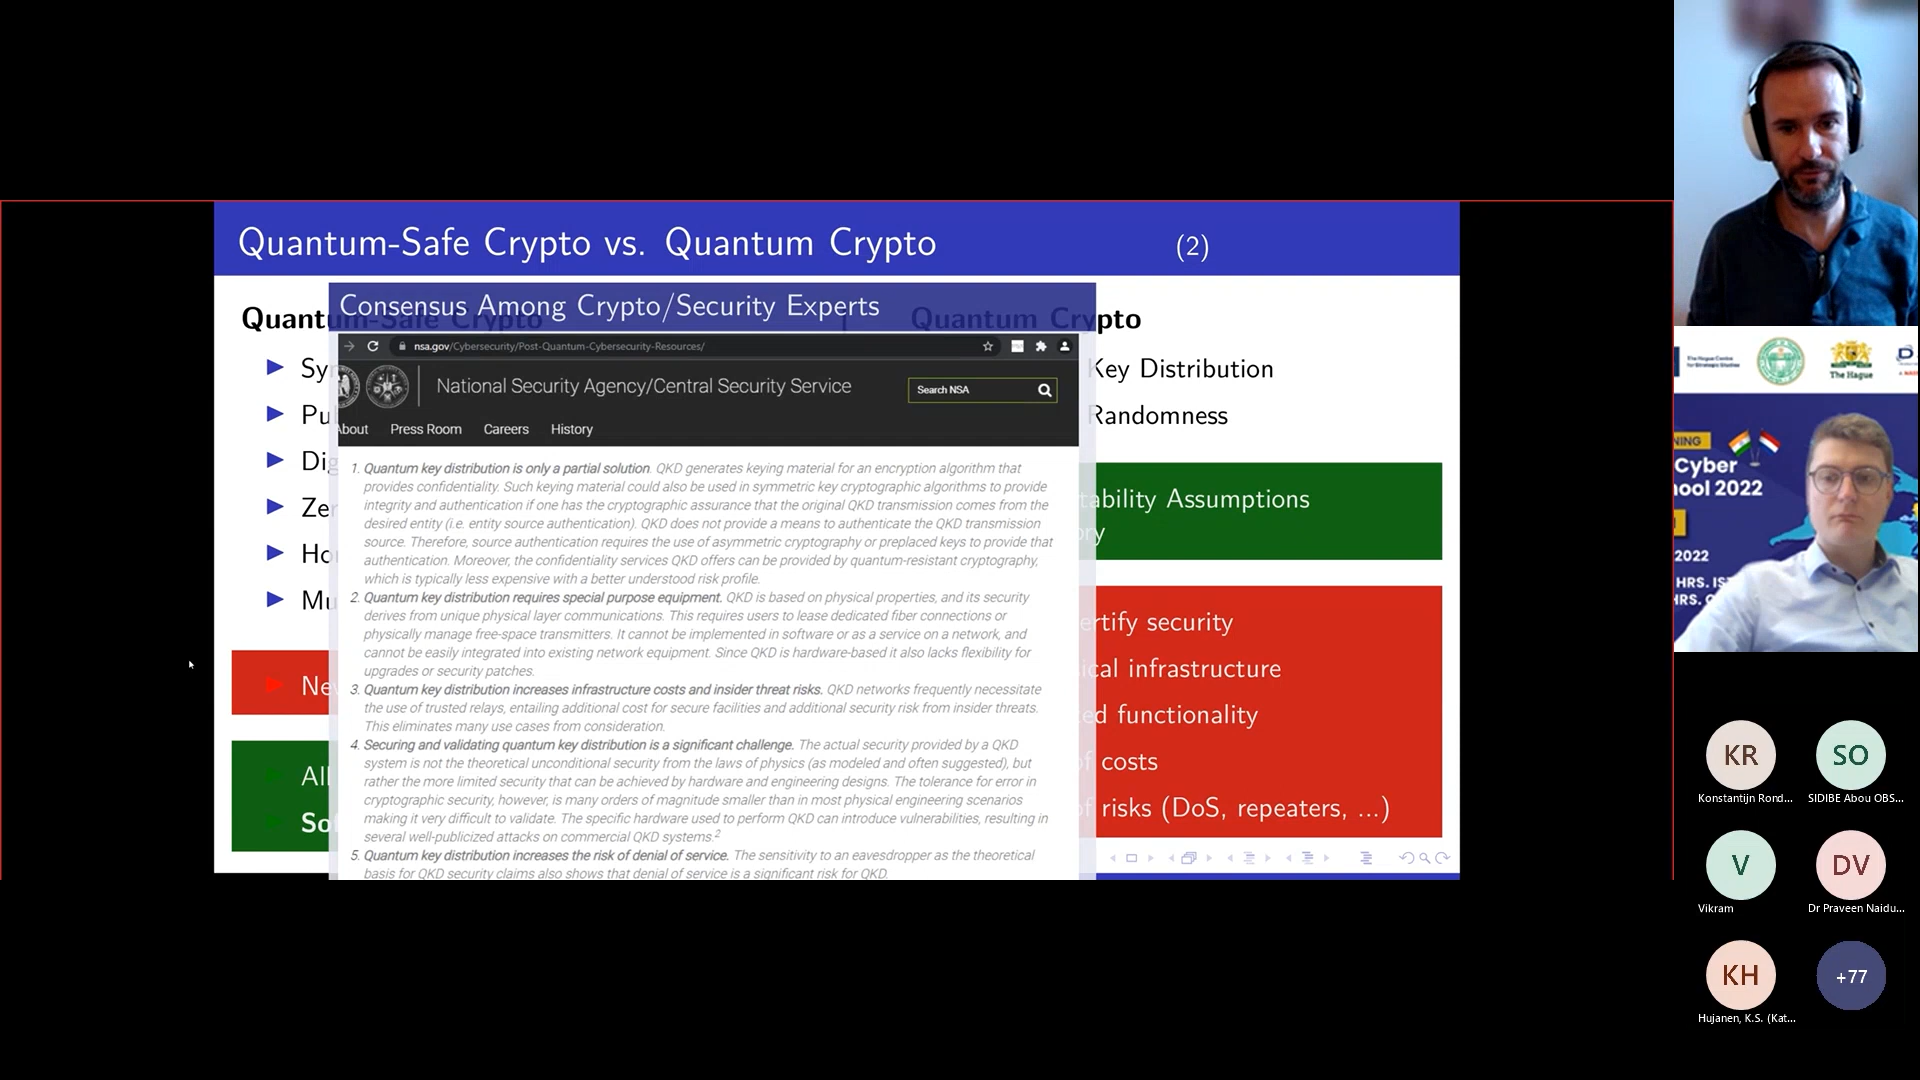 Quantum-Safe Crypto vs. Quantum Crypto (2)
Consensus Among Crypto/Security Experts
Quantum-Safe Crypto
Quantum Crypto
nsa.gov/Cybersecurity/Post-Quantum-Cybersecurity-Resources/
National Security Agency/Central Security Service
Search NSA
About Press Room Careers History
1. Quantum key distribution is only a partial solution. QKD generates keying material for an encryption algorithm that
provides confidentiality. Such keying material could also be used in symmetric key cryptographic algorithms to provide
integrity and authentication if one has the cryptographic assurance that the original QKD transmission comes from the
desired entity (i.e. entity source authentication). QKD does not provide a means to authenticate the QKD transmission
source. Therefore, source authentication requires the use of asymmetric cryptography or preplaced keys to provide that
authentication. Moreover, the confidentiality services QKD offers can be provided by quantum-resistant cryptography,
which is typically less expensive with a better understood risk profile.
2. Quantum key distribution requires special purpose equipment. QKD is based on physical properties, and its security
derives from unique physical layer communications. This requires users to lease dedicated fiber connections or
physically manage free-space transmitters. It cannot be implemented in software or as a service on a network, and
cannot be easily integrated into existing network equipment. Since QKD is hardware-based it also lacks flexibility for
upgrades or security patches.
3. Quantum key distribution increases infrastructure costs and insider threat risks. QKD networks frequently necessitate
the use of trusted relays, entailing additional cost for secure facilities and additional security risk from insider threats.
This eliminates many use cases from consideration.
4. Securing and validating quantum key distribution is a significant challenge. The actual security provided by a QKD
system is not the theoretical unconditional security from the laws of physics (as modeled and often suggested), but
rather the more limited security that can be achieved by hardware and engineering designs. The tolerance for error in
cryptographic security, however, is many orders of magnitude smaller than in most physical engineering scenarios
making it very difficult to validate. The specific hardware used to perform QKD can introduce vulnerabilities, resulting in
several well-publicized attacks on commercial QKD systems.2
5. Quantum key distribution increases the risk of denial of service. The sensitivity to an eavesdropper as the theoretical
basis for QKD security claims also shows that denial of service is a significant risk for QKD.
Sy
Pu
Dig
Ze
Ho
Mu
Ne
All
So
Key Distribution
Randomness
tability Assumptions
ry
ertify security
ical infrastructure
ed functionality
of costs
of risks (DoS, repeaters, ...)
The Hague Centre
for Strategic Studies
The Hague
NING
Cyber
hool 2022
2022
HRS. IST
HRS.
KR
Konstantijn Rond...
SO
SIDIBE Abou OBS...
V
Vikram
DV
Dr Praveen Naidu...
KH
Hujanen, K.S. (Kat...
+77